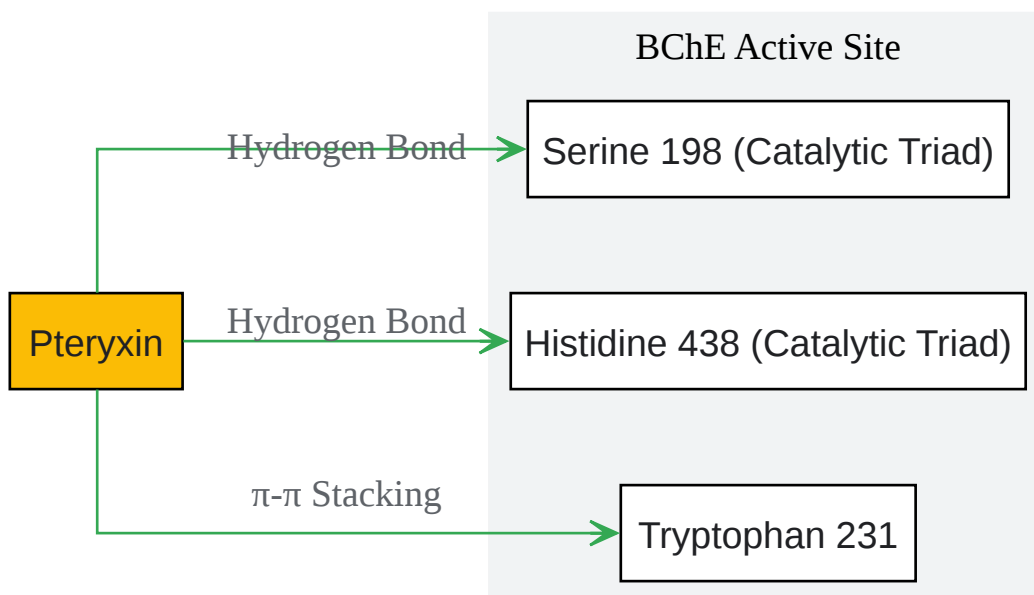 BChE Active Site
Hydrogen Bond
Serine 198 (Catalytic Triad)
Pteryxin
Hydrogen Bond
Histidine 438 (Catalytic Triad)
π-π Stacking
Tryptophan 231